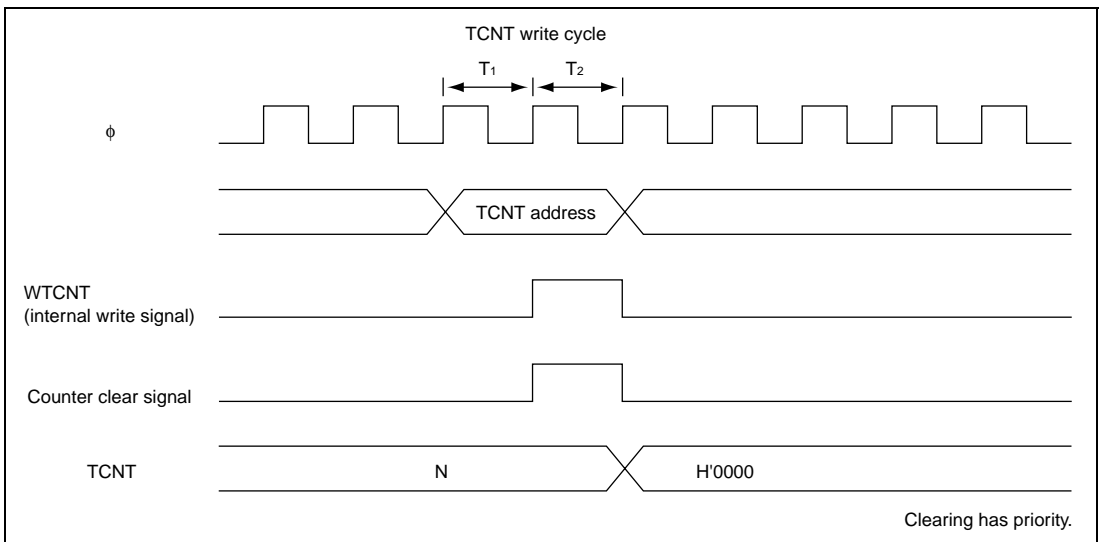 TCNT write cycle
T1 T2
ϕ
TCNT address
WTCNT
(internal write signal)
Counter clear signal
TCNT N H'0000
Clearing has priority.